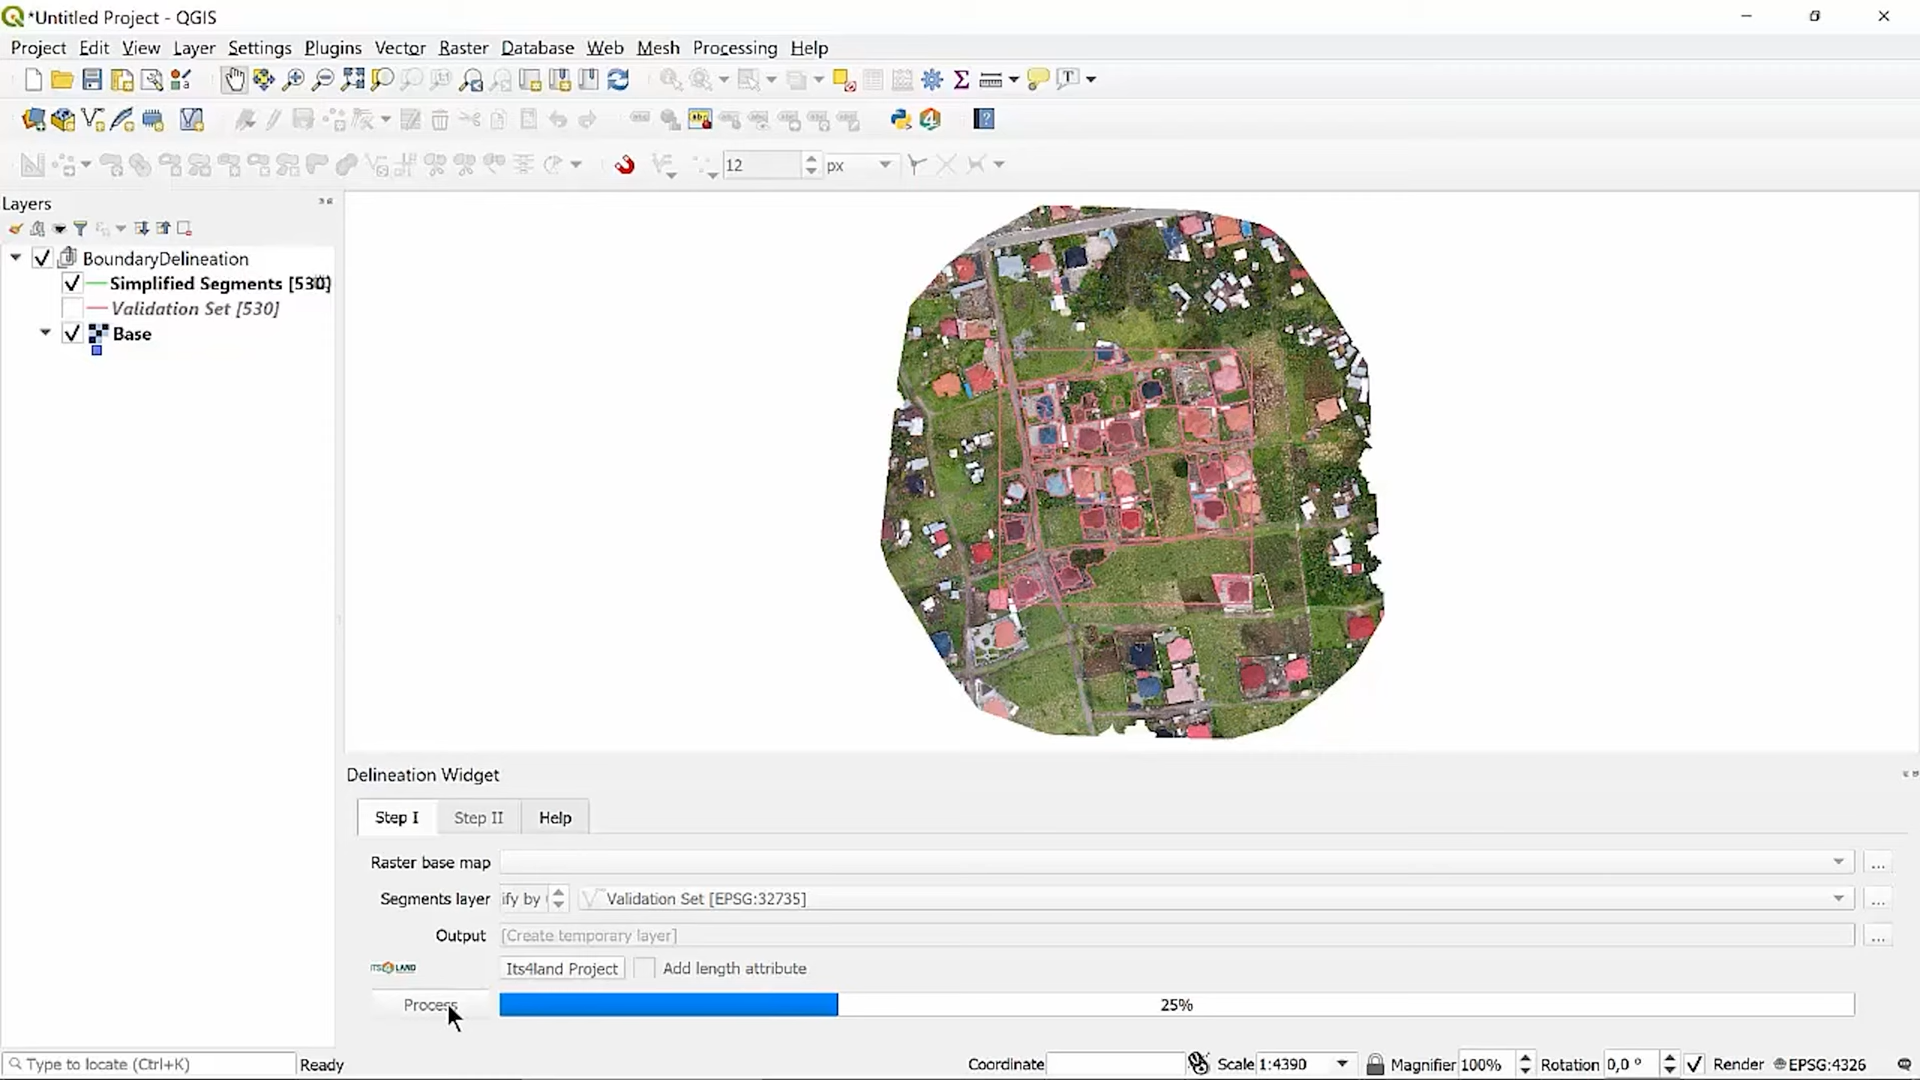 *Untitled Project - QGIS
Project Edit View Layer Settings Plugins Vector Raster Database Web Mesh Processing Help
12 px
Layers
BoundaryDelineation
Simplified Segments [530]
Validation Set [530]
Base
Delineation Widget
Step I Step II Help
Raster base map
Segments layer ify by Validation Set [EPSG:32735]
Output [Create temporary layer]
ITS4LAND Its4land Project Add length attribute
Process 25%
Type to locate (Ctrl+K) Ready Coordinate Scale 1:4390 Magnifier 100% Rotation 0,0 ° Render EPSG:4326